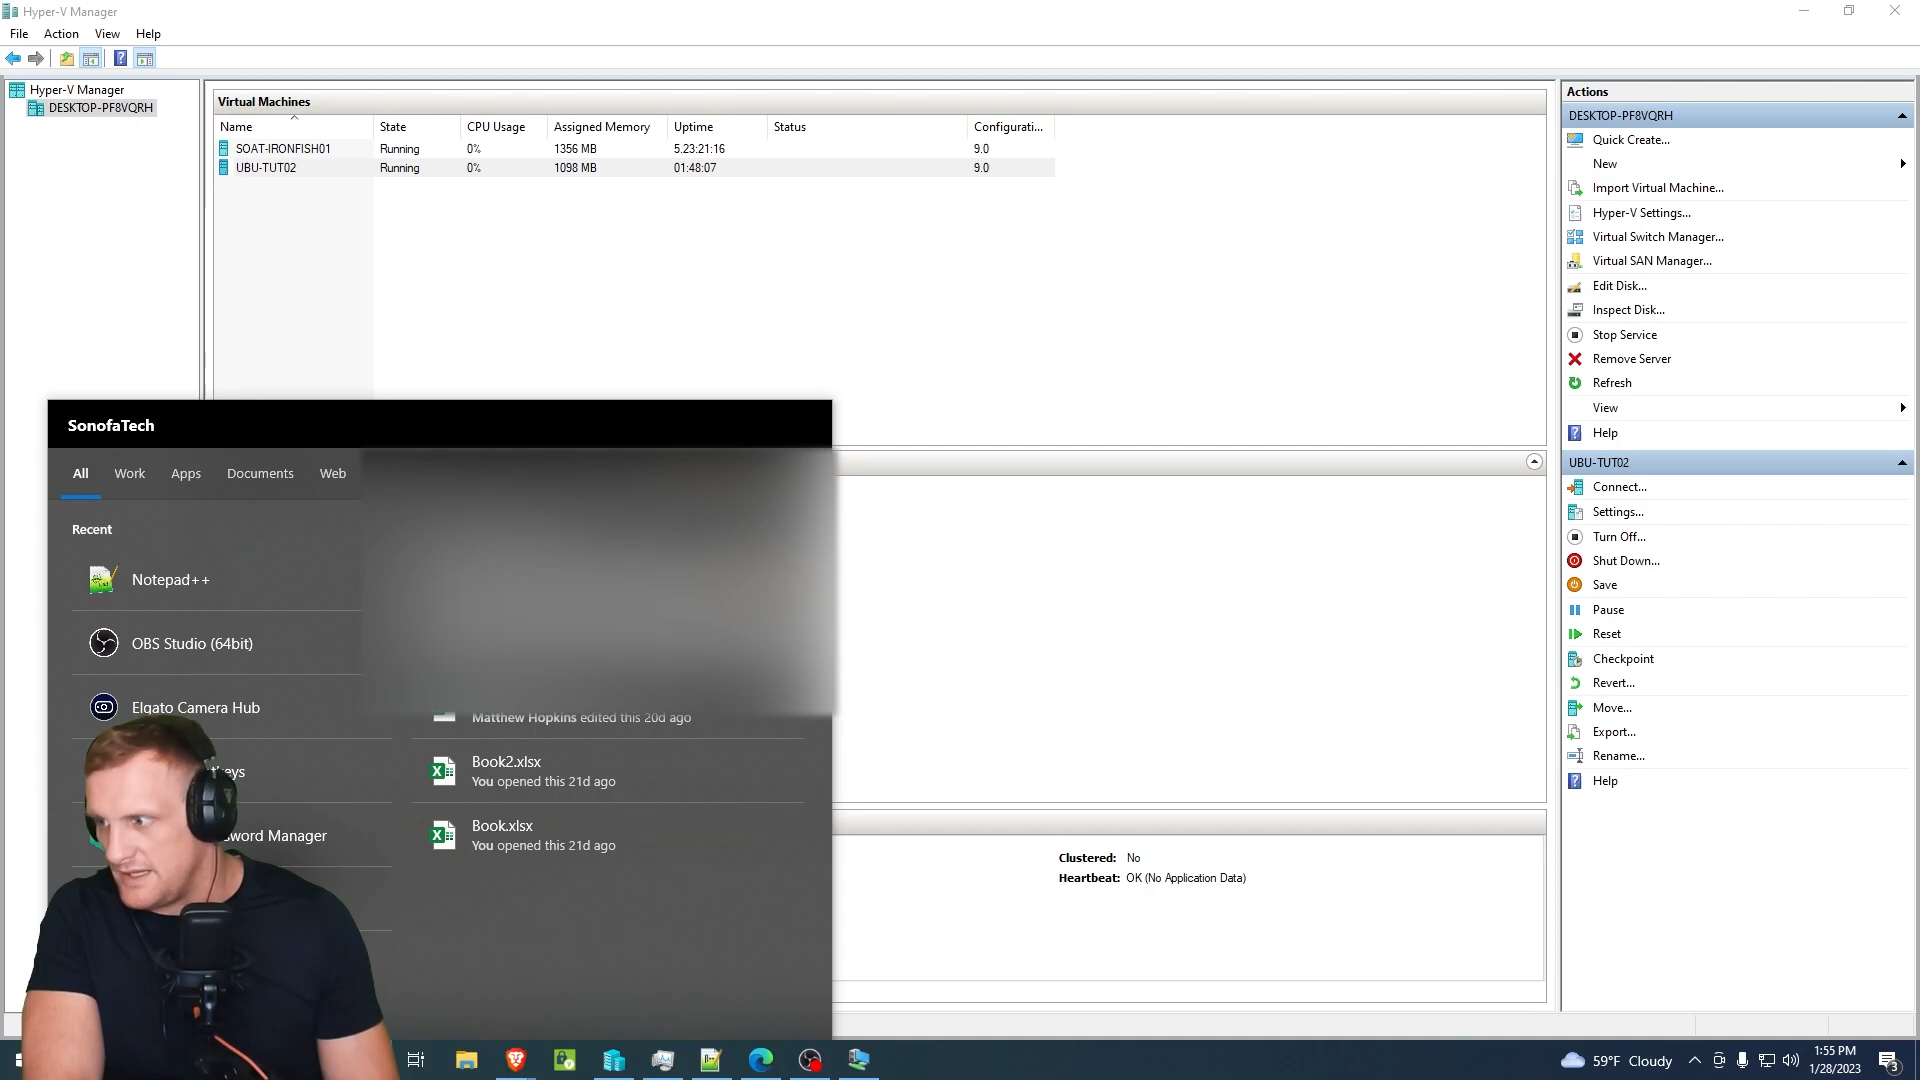 Hyper-V Manager
File Action View Help
Hyper-V Manager
DESKTOP-PF8VQRH
Virtual Machines
Name State CPU Usage Assigned Memory Uptime Status Configurati...
SOAT-IRONFISH01 Running 0% 1356 MB 5.23:21:16 9.0
UBU-TUT02 Running 0% 1098 MB 01:48:07 9.0
SonofaTech
All Work Apps Documents Web
Recent
Notepad++
OBS Studio (64bit)
Elgato Camera Hub
Manager
Matthew Hopkins edited this 20d ago
Book2.xlsx
You opened this 21d ago
Book.xlsx
You opened this 21d ago
Clustered: No
Heartbeat: OK (No Application Data)
Actions
DESKTOP-PF8VQRH
Quick Create...
New
Import Virtual Machine...
Hyper-V Settings...
Virtual Switch Manager...
Virtual SAN Manager...
Edit Disk...
Inspect Disk...
Stop Service
Remove Server
Refresh
View
Help
UBU-TUT02
Connect...
Settings...
Turn Off...
Shut Down...
Save
Pause
Reset
Checkpoint
Revert...
Move...
Export...
Rename...
Help
59°F Cloudy
1:55 PM
1/28/2023
3